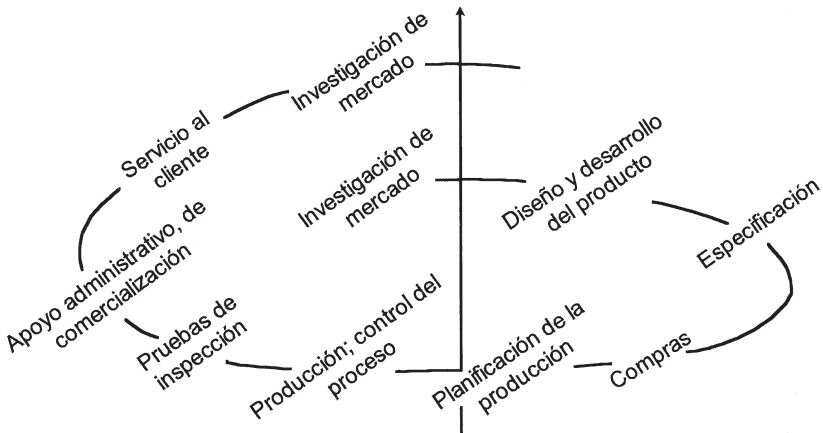 Investigación de
mercado
Servicio al
cliente
Investigación de
mercado
Diseño y desarrollo
del producto
Especificación
Apoyo administrativo, de
comercialización
Pruebas de
inspección
Producción; control del
proceso
Planificación de la
producción
Compras